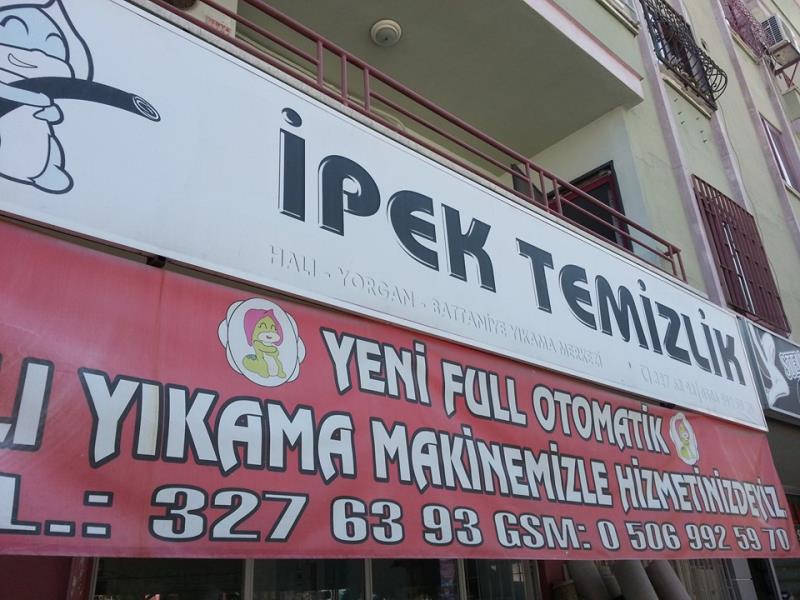 İPEK TEMİZLİK
HALI - YORGAN - BATTANİYE YIKAMA MERKEZİ
YENİ FULL OTOMATİK
LI YIKAMA MAKİNEMİZLE HİZMETİNİZDEYİZ
L.: 327 63 93 GSM: 0 506 992 59 70